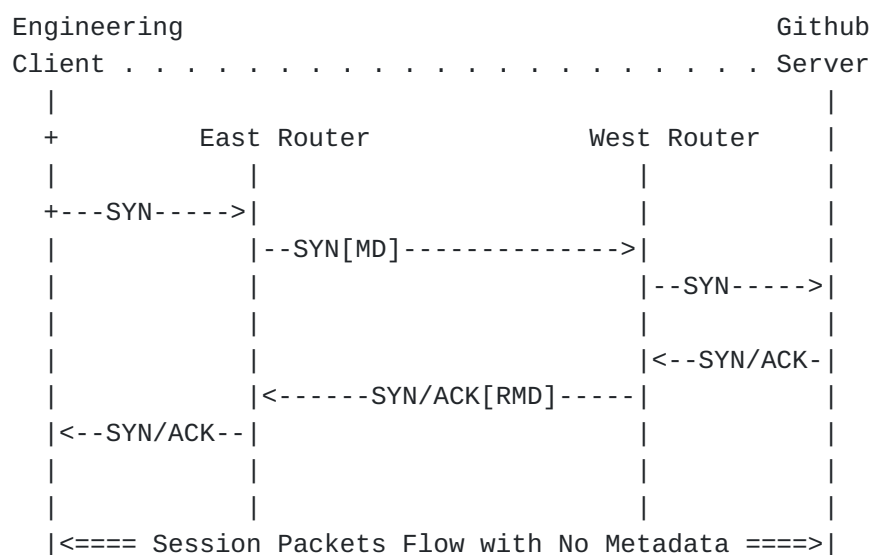 Engineering                                      Github
Client . . . . . . . . . . . . . . . . . . . . . Server
  |                                                  |
  +         East Router              West Router    |
  |            |                        |           |
  +---SYN----->|                        |           |
  |            |--SYN[MD]-------------->|           |
  |            |                        |--SYN----->|
  |            |                        |           |
  |            |                        |<--SYN/ACK-|
  |            |<------SYN/ACK[RMD]-----|           |
  |<--SYN/ACK--|                        |           |
  |            |                        |           |
  |            |                        |           |
  |<==== Session Packets Flow with No Metadata ====>|